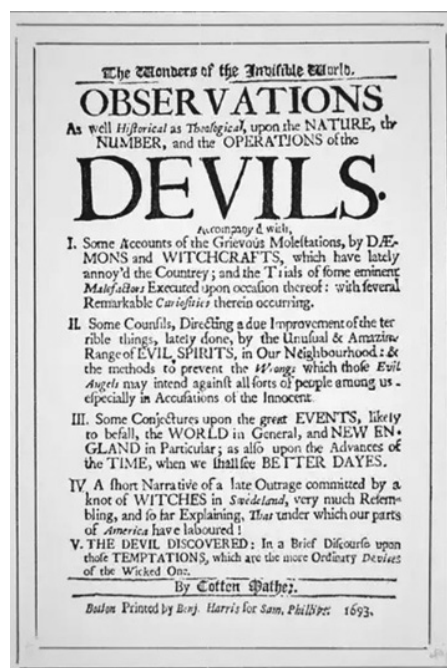 The Wonders of the Invisible World.
OBSERVATIONS
As well Historical as Theological, upon the NATURE, the
NUMBER, and the OPERATIONS of the
DEVILS.
Accompany'd with,
I. Some Accounts of the Grievous Molestations, by DÆ-
MONS and WITCHCRAFTS, which have lately
annoy'd the Countrey; and the Trials of some eminent
Malefactors Executed upon occasion thereof: with several
Remarkable Curiosities therein occurring.
II. Some Counsils, Directing a due Improvement of the ter
rible things, lately done, by the Unusual & Amazing
Range of EVIL SPIRITS, in Our Neighbourhood: &
the methods to prevent the Wrongs which those Evil
Angels may intend against all sorts of people among us
especially in Accusations of the Innocent.
III. Some Conjectures upon the great EVENTS, likely
to befall, the WORLD in General, and NEW EN-
GLAND in Particular; as also upon the Advances of
the TIME, when we shall see BETTER DAYES.
IV A short Narrative of a late Outrage committed by a
knot of WITCHES in Swedeland, very much Resem-
bling, and so far Explaining, That under which our parts
of America have laboured!
V. THE DEVIL DISCOVERED: In a Brief Discourse upon
those TEMPTATIONS, which are the more Ordinary Devices
of the Wicked One.
By Cotten Mather.
Boston Printed by Benj. Harris for Sam. Phillips. 1693.